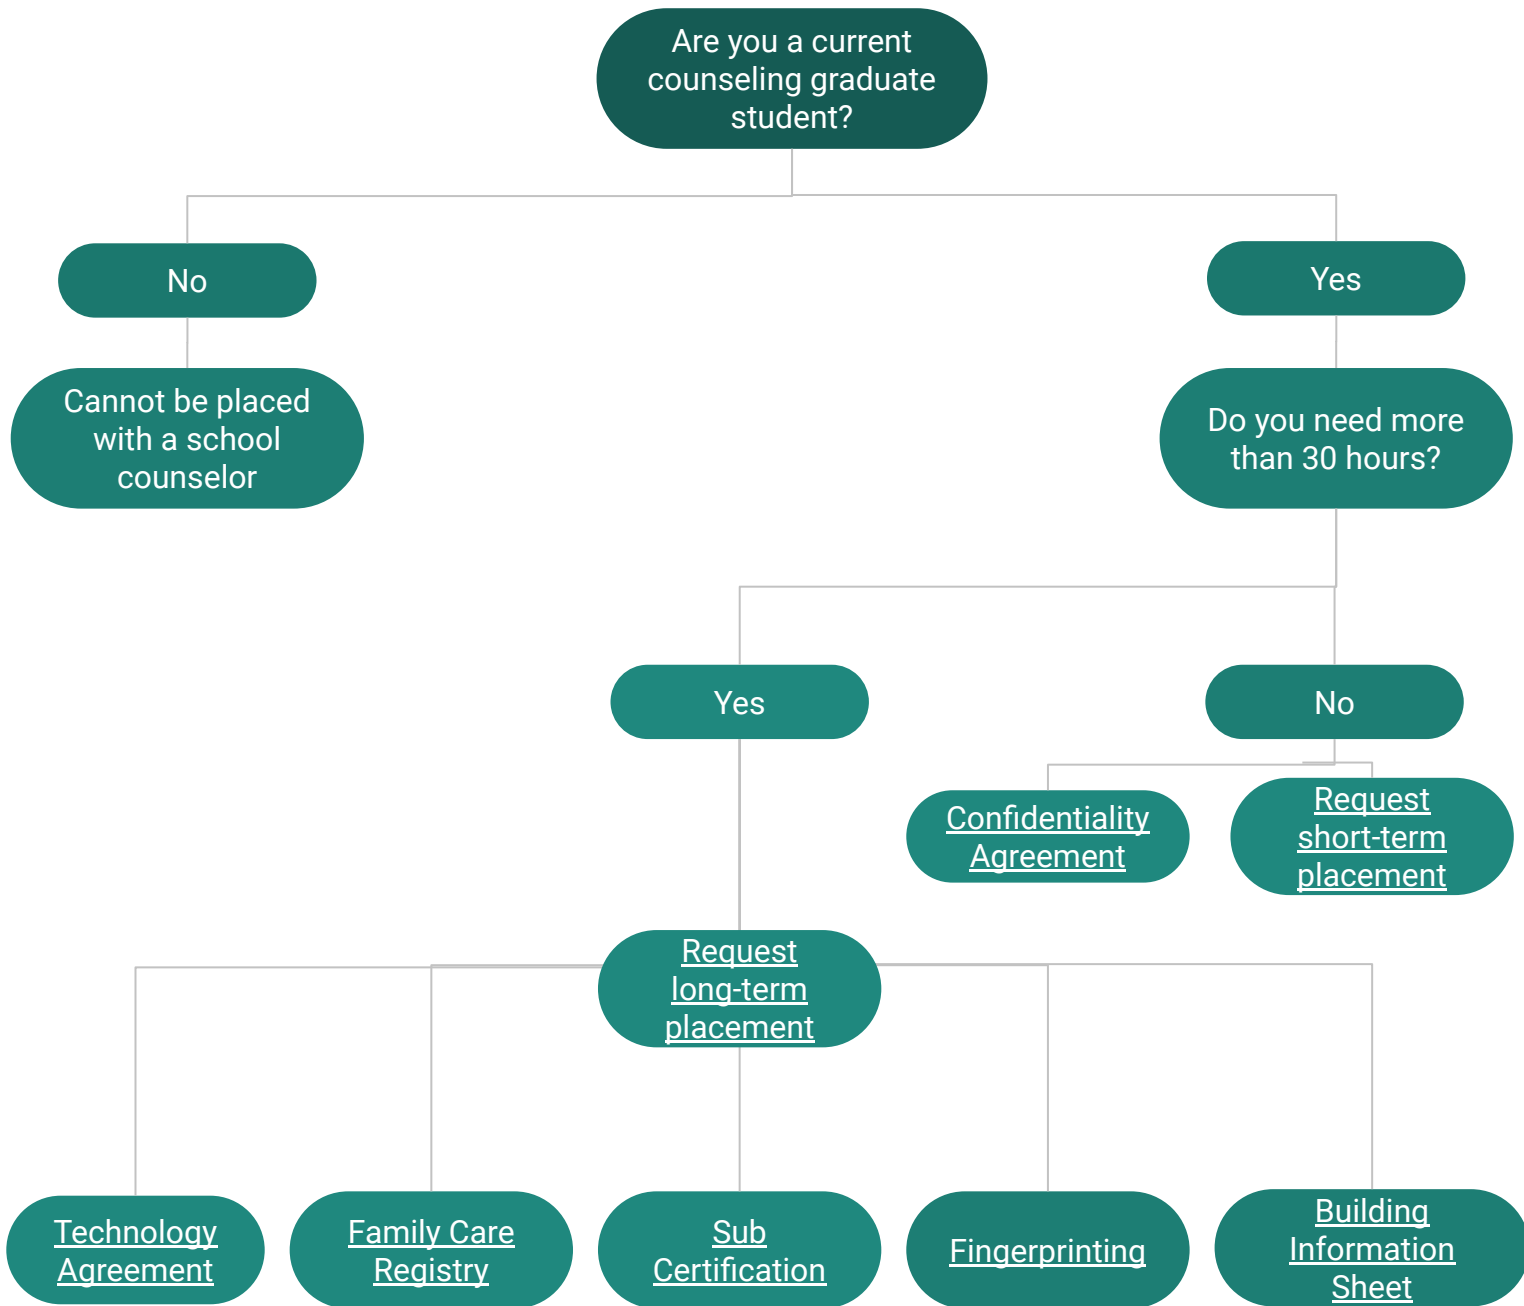 Are you a current
counseling graduate
student?
No
Yes
Cannot be placed
with a school
counselor
Do you need more
than 30 hours?
Yes
No
Confidentiality
Agreement
Request
short-term
placement
Request
long-term
placement
Technology
Agreement
Family Care
Registry
Sub
Certification
Fingerprinting
Building
Information
Sheet